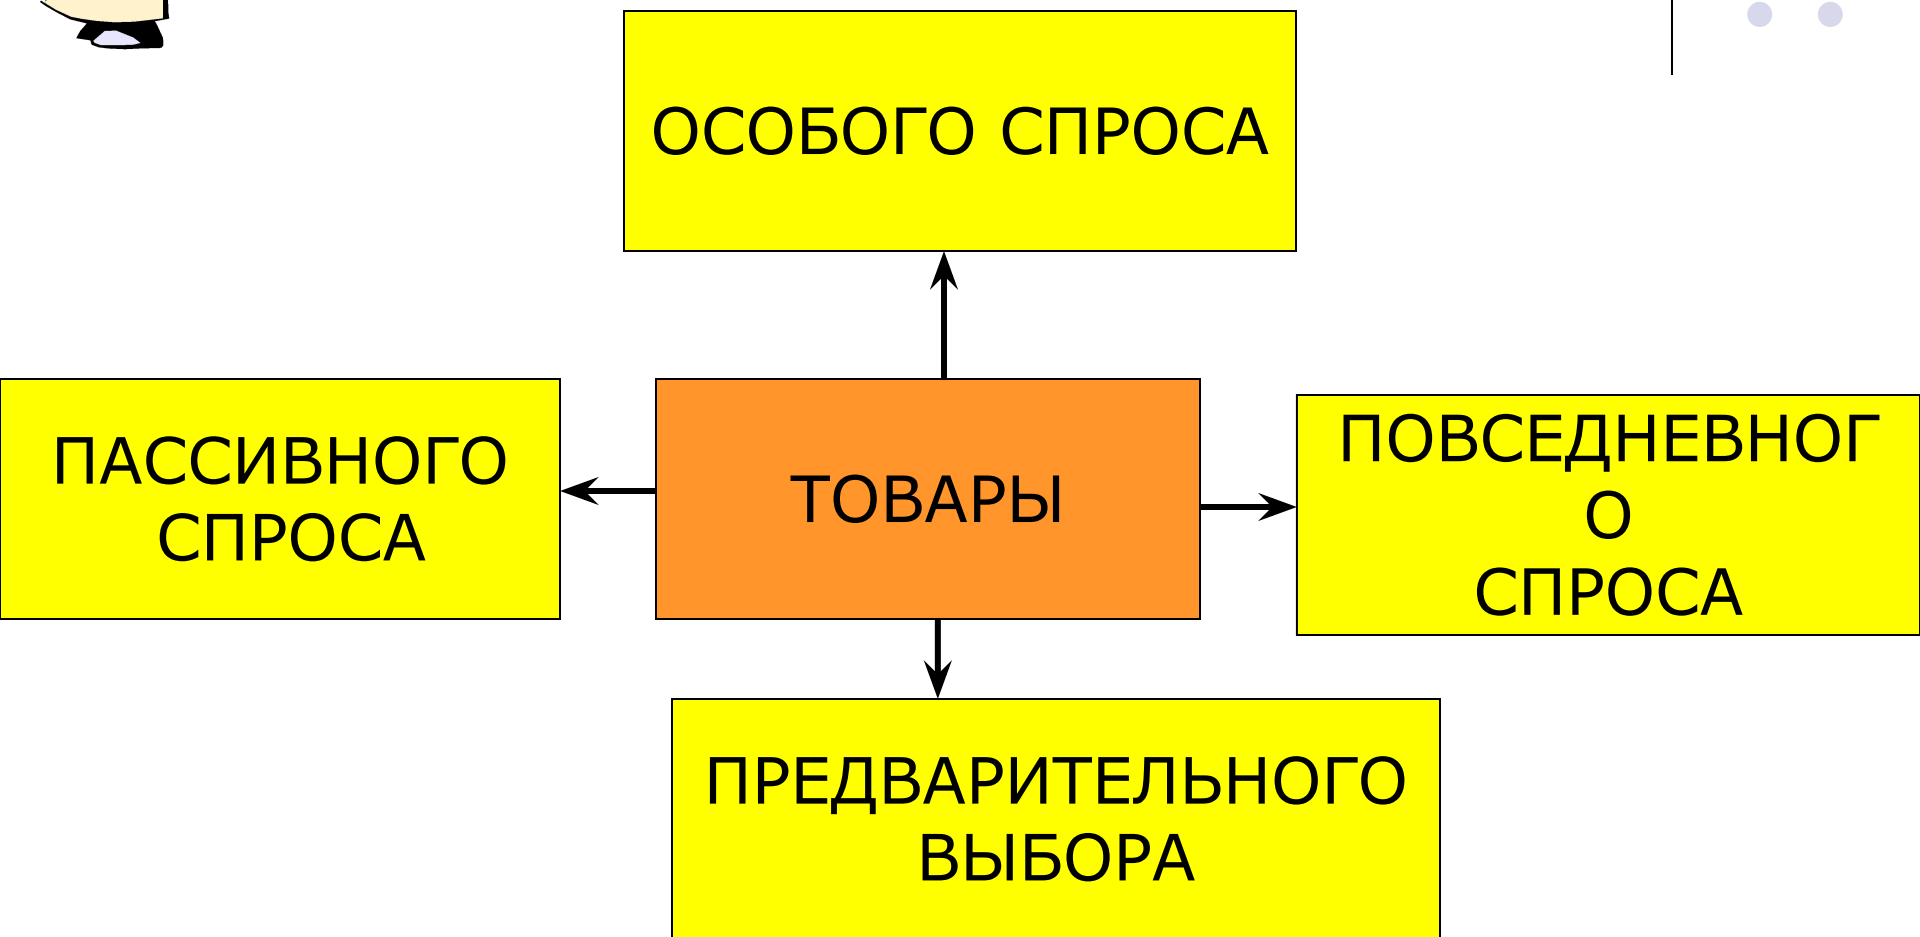 ОСОБОГО СПРОСА
ПАССИВНОГО
СПРОСА
ТОВАРЫ
ПОВСЕДНЕВНОГ
О
СПРОСА
ПРЕДВАРИТЕЛЬНОГО
ВЫБОРА